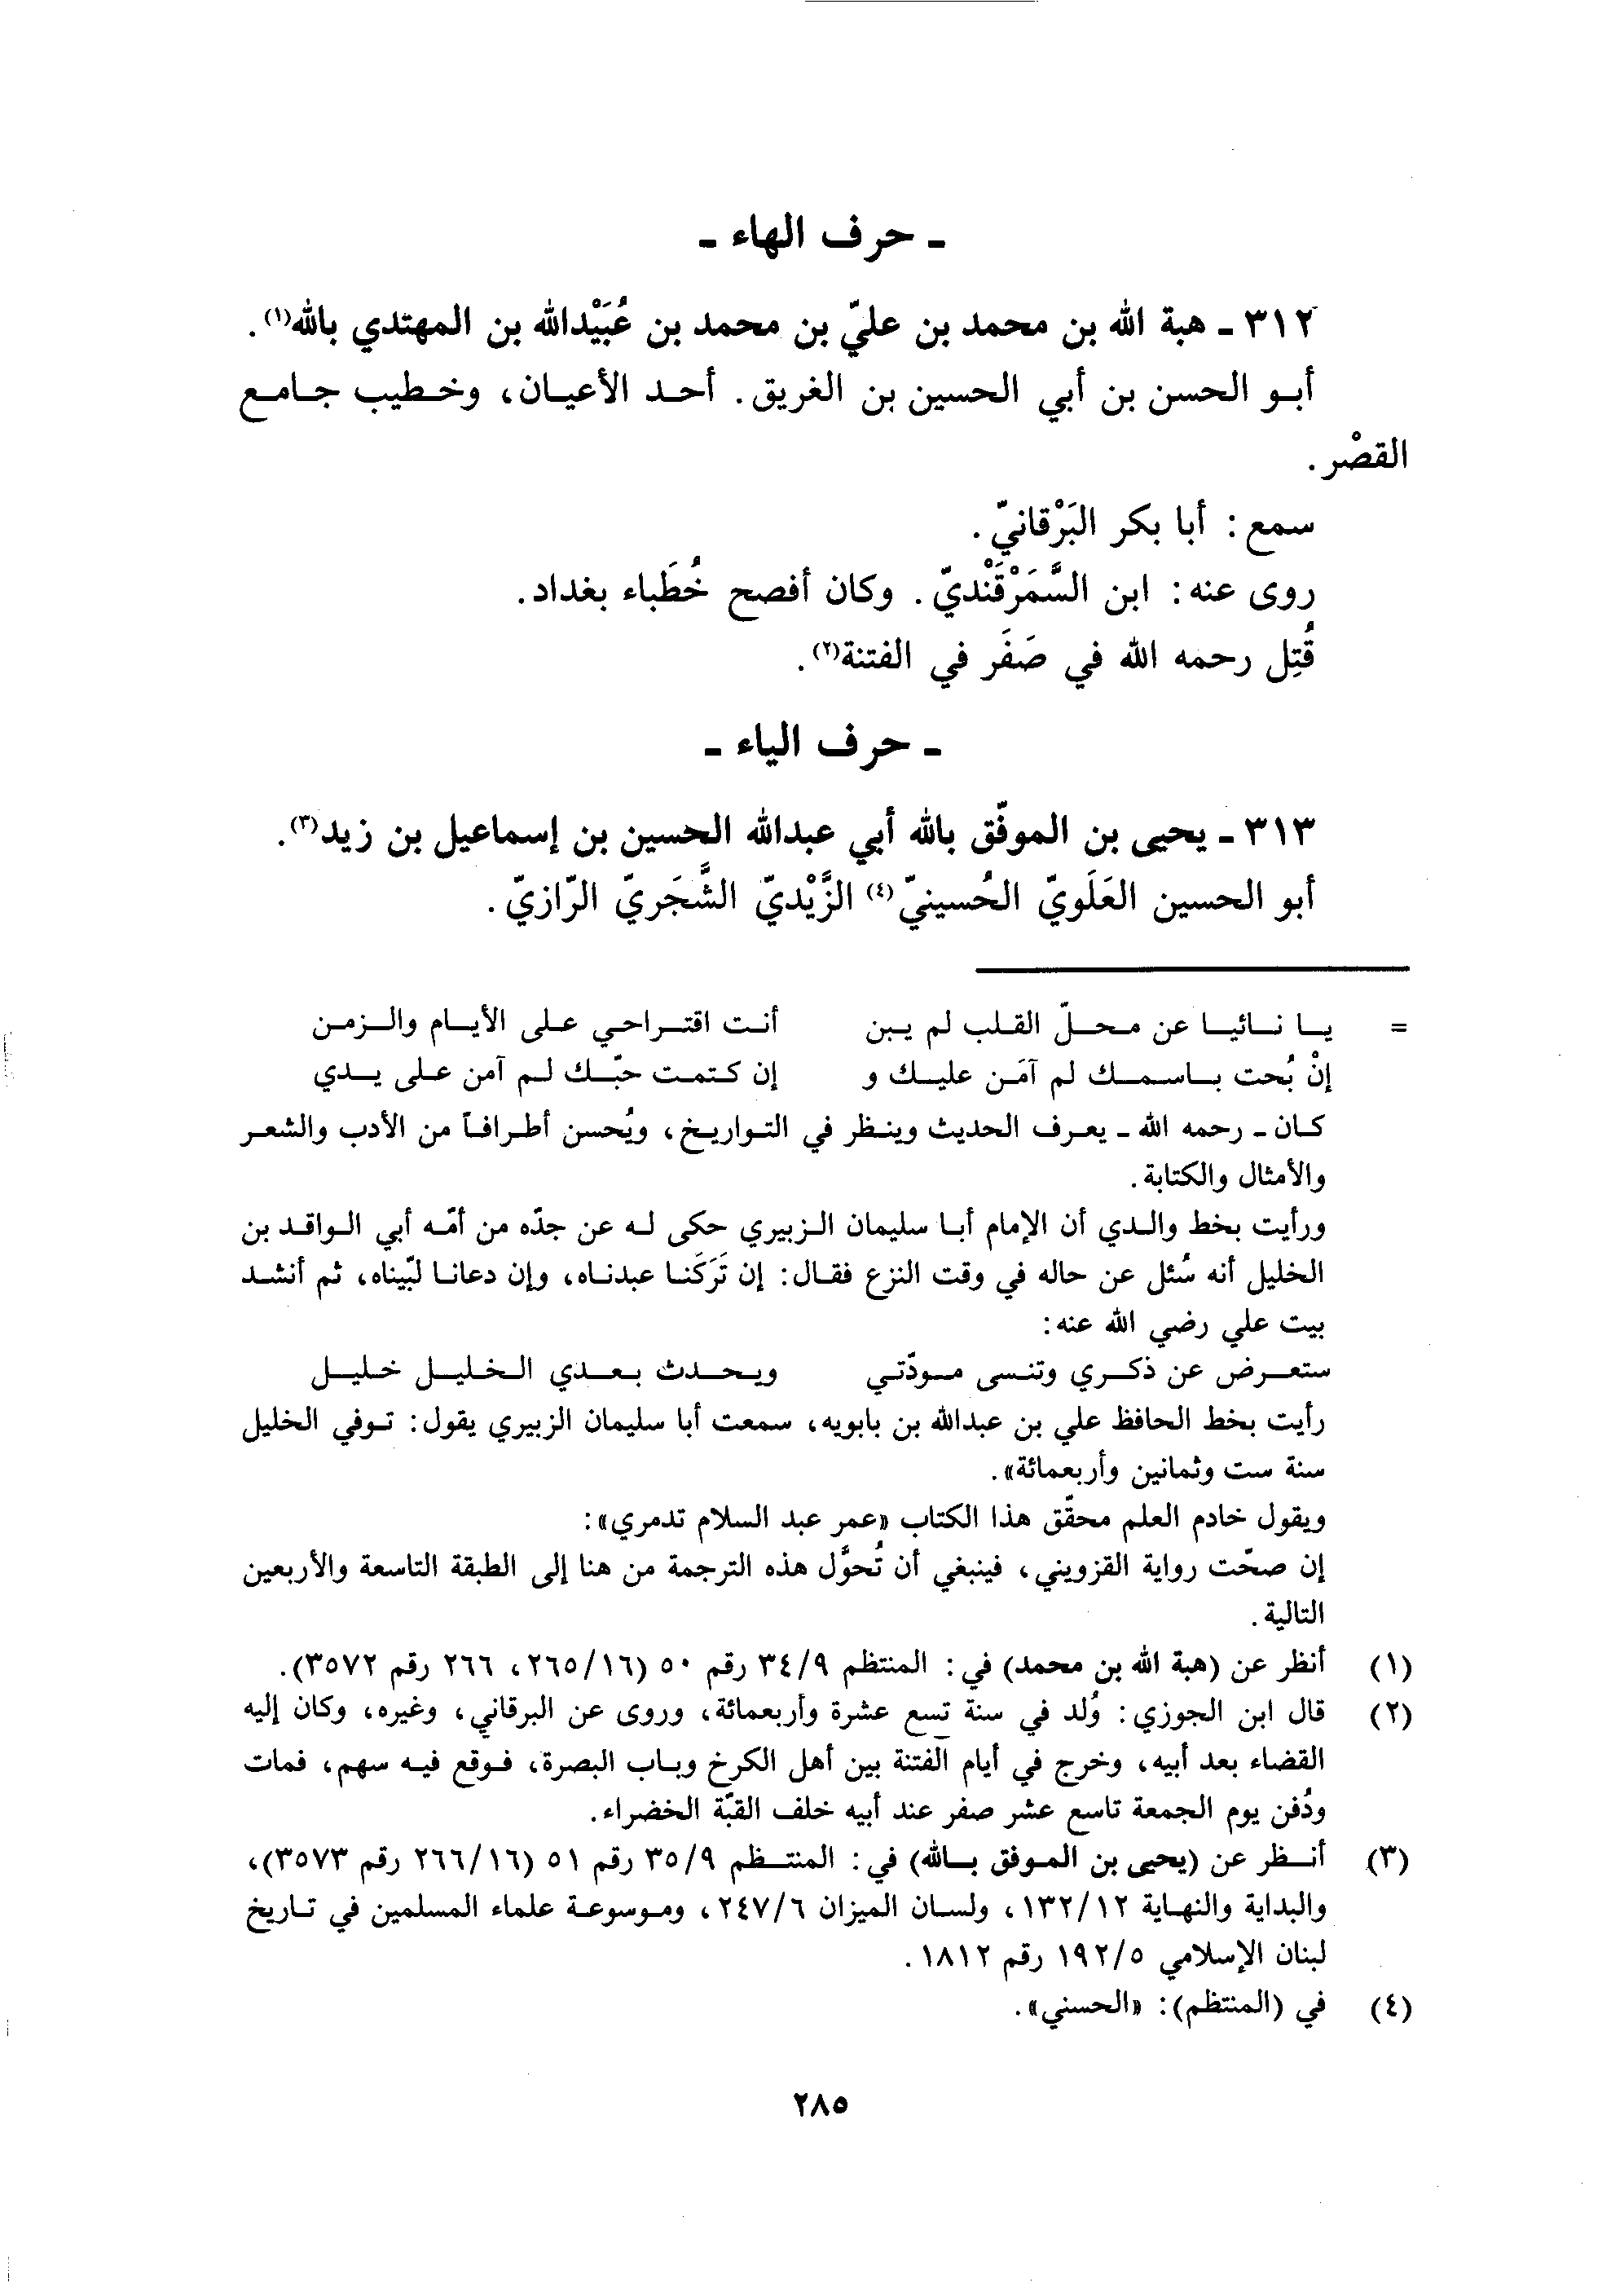 ـ حرف الهاء ـ
٣١٢ ـ هبة الله بن محمد بن عليّ بن محمد بن عُبَيْدالله بن المهتدي بالله(١).
أبو الحسن بن أبي الحسين بن الغريق. أحد الأعيان، وخطيب جامع
القصْر.
سمع: أبا بكر البَرْقانيّ.
روى عنه: ابن السَّمَرْقَنْديّ. وكان أفصح خُطَباء بغداد.
قُتِل رحمه الله في صَفَر في الفتنة(٢).
ـ حرف الياء ـ
٣١٣ ـ يحيى بن الموفّق بالله أبي عبدالله الحسين بن إسماعيل بن زيد(٣).
أبو الحسين العَلَويّ الحُسينيّ(٤) الزَّيْديّ الشَّجَريّ الرّازيّ.
= يا نائيا عن محلّ القلب لم يبن أنت اقتراحي على الأيام والزمن
إنْ بُحت باسمك لم آمَن عليك و إن كتمت حبّك لم آمن على يدي
كان ـ رحمه الله ـ يعرف الحديث وينظر في التواريخ، ويُحسن أطرافاً من الأدب والشعر
والأمثال والكتابة.
ورأيت بخط والدي أن الإمام أبا سليمان الزبيري حكى له عن جدّه من أمّه أبي الواقد بن
الخليل أنه سُئل عن حاله في وقت النزع فقال: إن تَرَكَنا عبدناه، وإن دعانا لبّيناه، ثم أنشد
بيت علي رضي الله عنه:
ستعرض عن ذكري وتنسى مودّتي ويحدث بعدي الخليل خليل
رأيت بخط الحافظ علي بن عبدالله بن بابويه، سمعت أبا سليمان الزبيري يقول: توفي الخليل
سنة ست وثمانين وأربعمائة».
ويقول خادم العلم محقّق هذا الكتاب «عمر عبد السلام تدمري»:
إن صحّت رواية القزويني، فينبغي أن تُحوَّل هذه الترجمة من هنا إلى الطبقة التاسعة والأربعين
التالية.
(١) أنظر عن (هبة الله بن محمد) في: المنتظم ٣٤/٩ رقم ٥٠ (٢٦٥/١٦، ٢٦٦ رقم ٣٥٧٢).
(٢) قال ابن الجوزي: وُلد في سنة تسع عشرة وأربعمائة، وروى عن البرقاني، وغيره، وكان إليه
القضاء بعد أبيه، وخرج في أيام الفتنة بين أهل الكرخ وباب البصرة، فوقع فيه سهم، فمات
ودُفن يوم الجمعة تاسع عشر صفر عند أبيه خلف القبّة الخضراء.
(٣) أنظر عن (يحيى بن الموفق بالله) في: المنتظم ٣٥/٩ رقم ٥١ (٢٦٦/١٦ رقم ٣٥٧٣)،
والبداية والنهاية ١٣٢/١٢، ولسان الميزان ٢٤٧/٦، وموسوعة علماء المسلمين في تاريخ
لبنان الإسلامي ١٩٢/٥ رقم ١٨١٢.
(٤) في (المنتظم): «الحسني».
٢٨٥